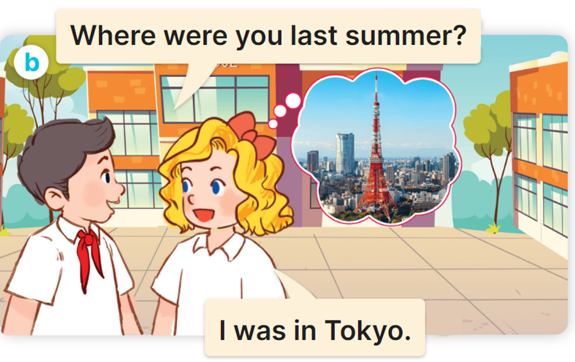 Where were you last summer?
b
I was in Tokyo.